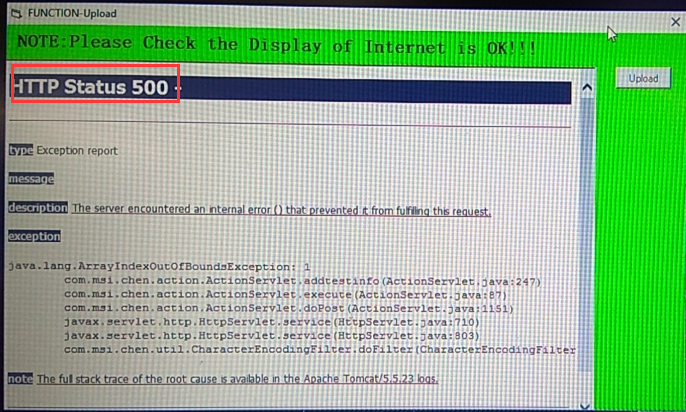 FUNCTION-Upload
NOTE:Please Check the Display of Internet is OK!!!
Upload
HTTP Status 500 -
type Exception report
message
description The server encountered an internal error () that prevented it from fulfilling this request.
exception
java.lang.ArrayIndexOutOfBoundsException: 1
com.msi.chen.action.ActionServlet.addtestinfo(ActionServlet.java:247)
com.msi.chen.action.ActionServlet.execute(ActionServlet.java:87)
com.msi.chen.action.ActionServlet.doPost(ActionServlet.java:1151)
javax.servlet.http.HttpServlet.service(HttpServlet.java:710)
javax.servlet.http.HttpServlet.service(HttpServlet.java:803)
com.msi.chen.util.CharacterEncodingFilter.doFilter(CharacterEncodingFilter
note The full stack trace of the root cause is available in the Apache Tomcat/5.5.23 logs.